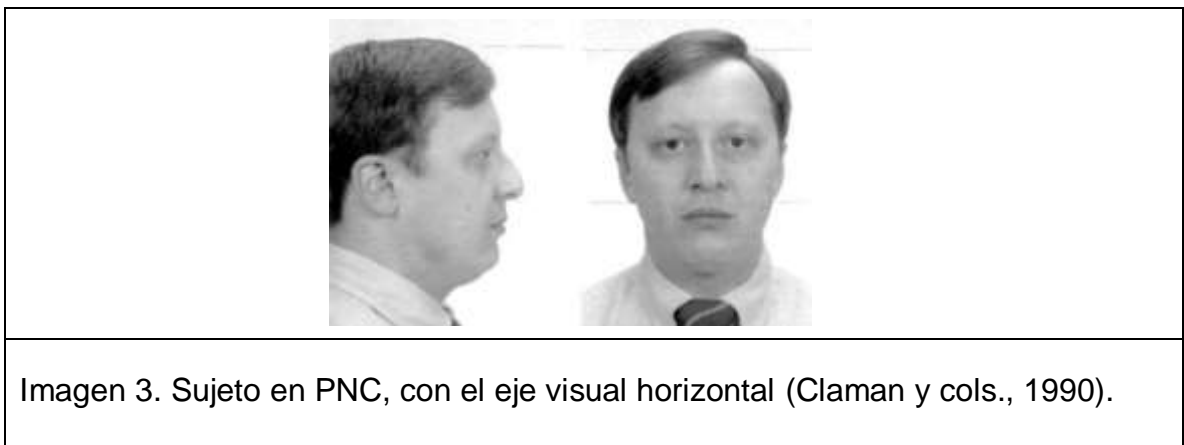 Imagen 3. Sujeto en PNC, con el eje visual horizontal (Claman y cols., 1990).